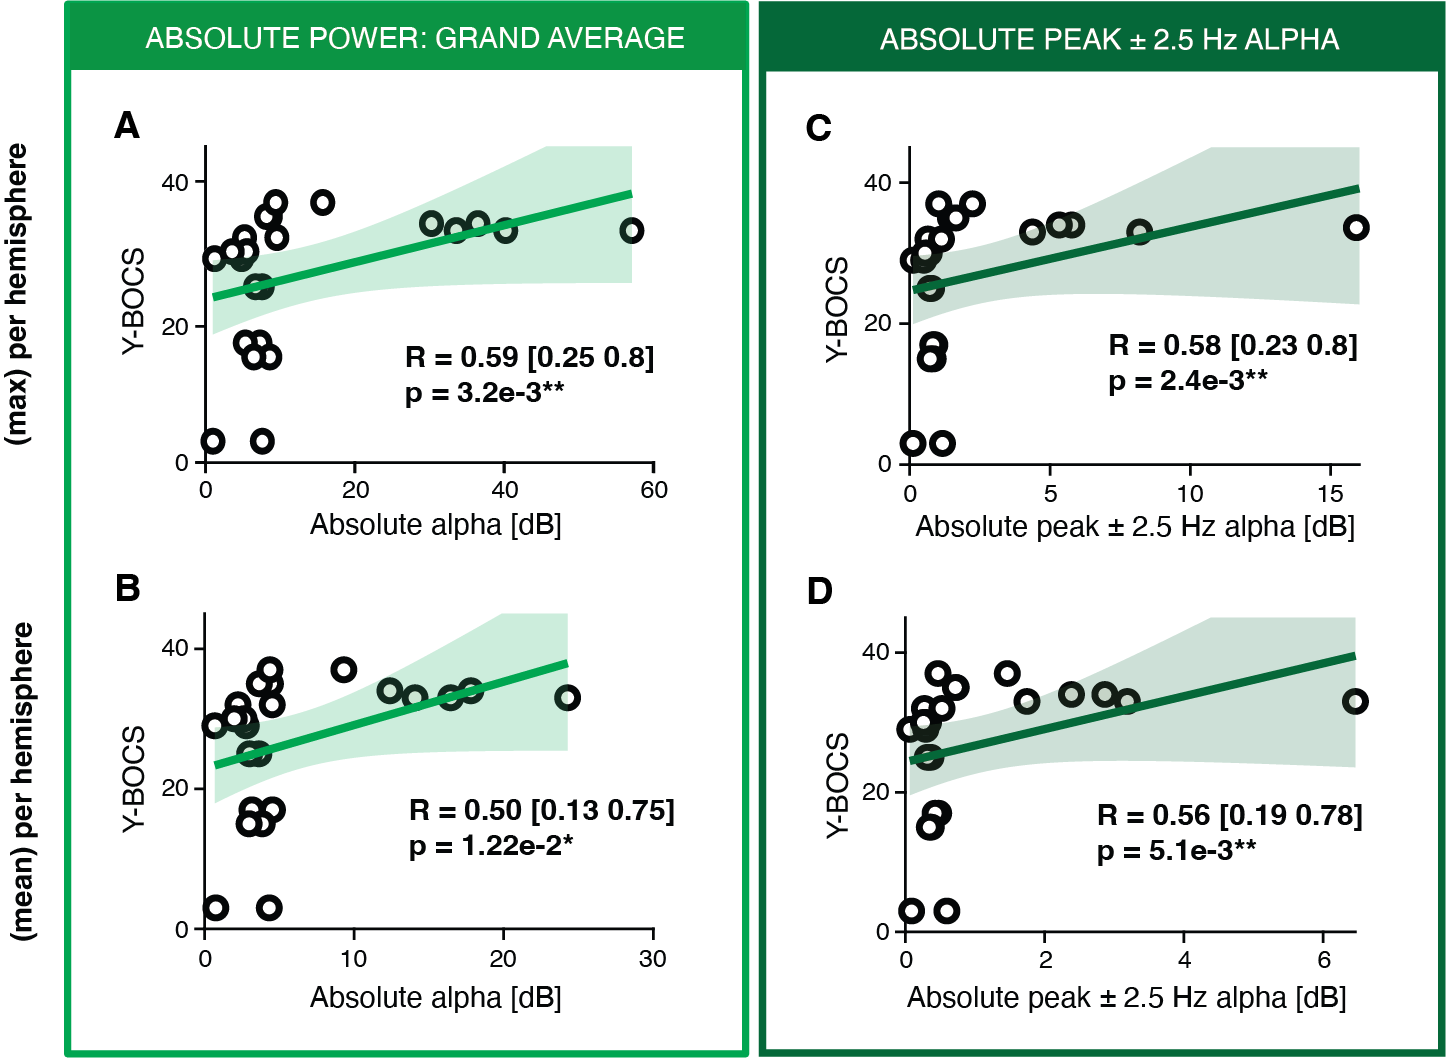 ABSOLUTE POWER: GRAND AVERAGE
ABSOLUTE PEAK ± 2.5 Hz ALPHA
(max) per hemisphere
A
Y-BOCS
40
20
0
R = 0.59 [0.25 0.8]
p = 3.2e-3**
0 20 40 60
Absolute alpha [dB]
C
Y-BOCS
40
20
0
R = 0.58 [0.23 0.8]
p = 2.4e-3**
0 5 10 15
Absolute peak ± 2.5 Hz alpha [dB]
(mean) per hemisphere
B
Y-BOCS
40
20
0
R = 0.50 [0.13 0.75]
p = 1.22e-2*
0 10 20 30
Absolute alpha [dB]
D
Y-BOCS
40
20
0
R = 0.56 [0.19 0.78]
p = 5.1e-3**
0 2 4 6
Absolute peak ± 2.5 Hz alpha [dB]